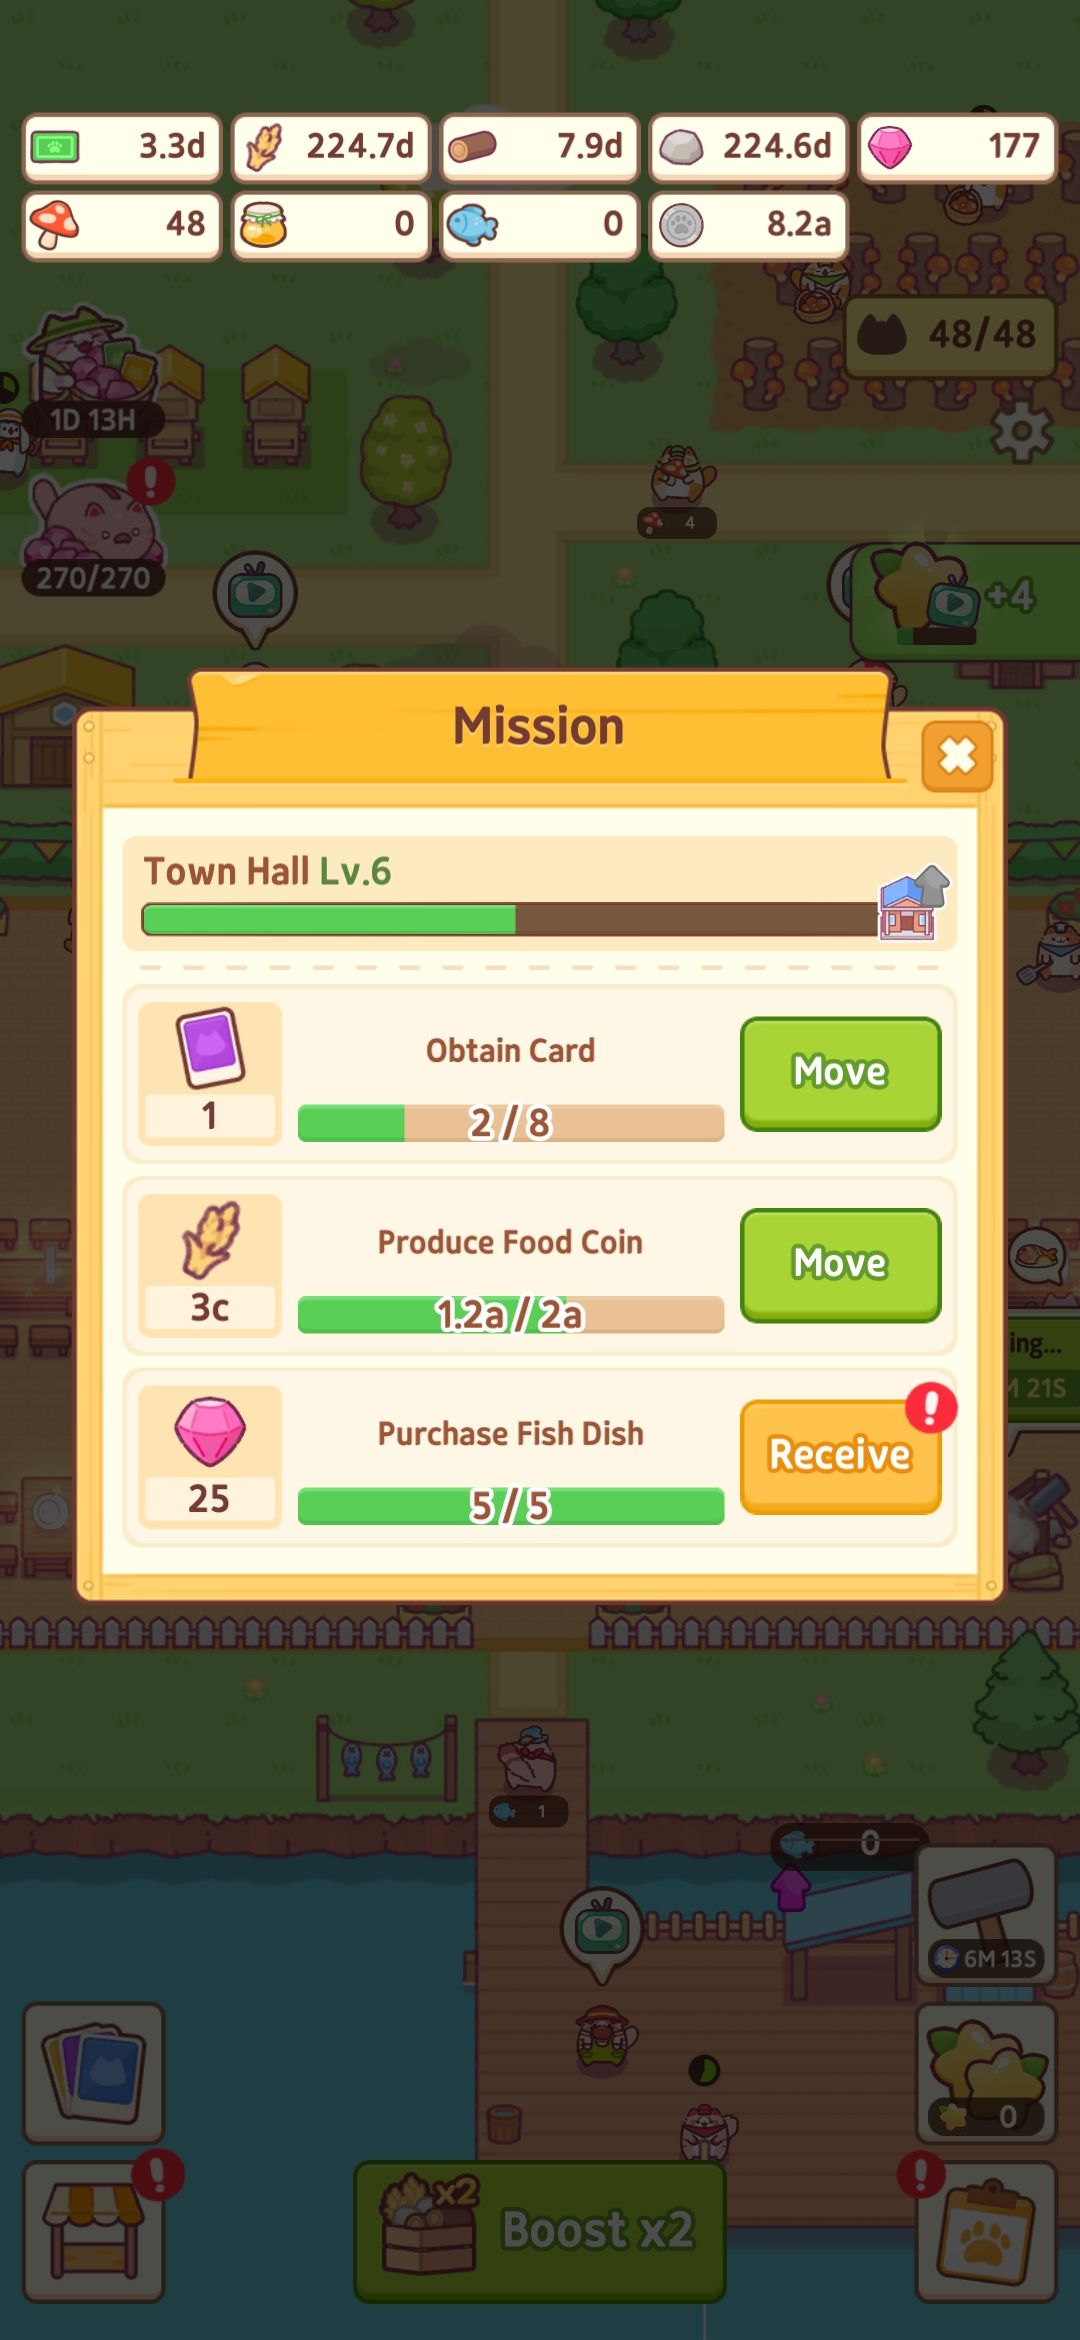 3.3d
224.7d
7.9d
224.6d
177
48
0
0
8.2a
48/48
1D 13H
4
270/270
+4
Mission
Town Hall Lv.6
Obtain Card
1
2 / 8
Move
Produce Food Coin
3c
1.2a / 2a
Move
ing...
M 21S
Purchase Fish Dish
25
5 / 5
Receive
1
0
6M 13S
0
x2
Boost x2